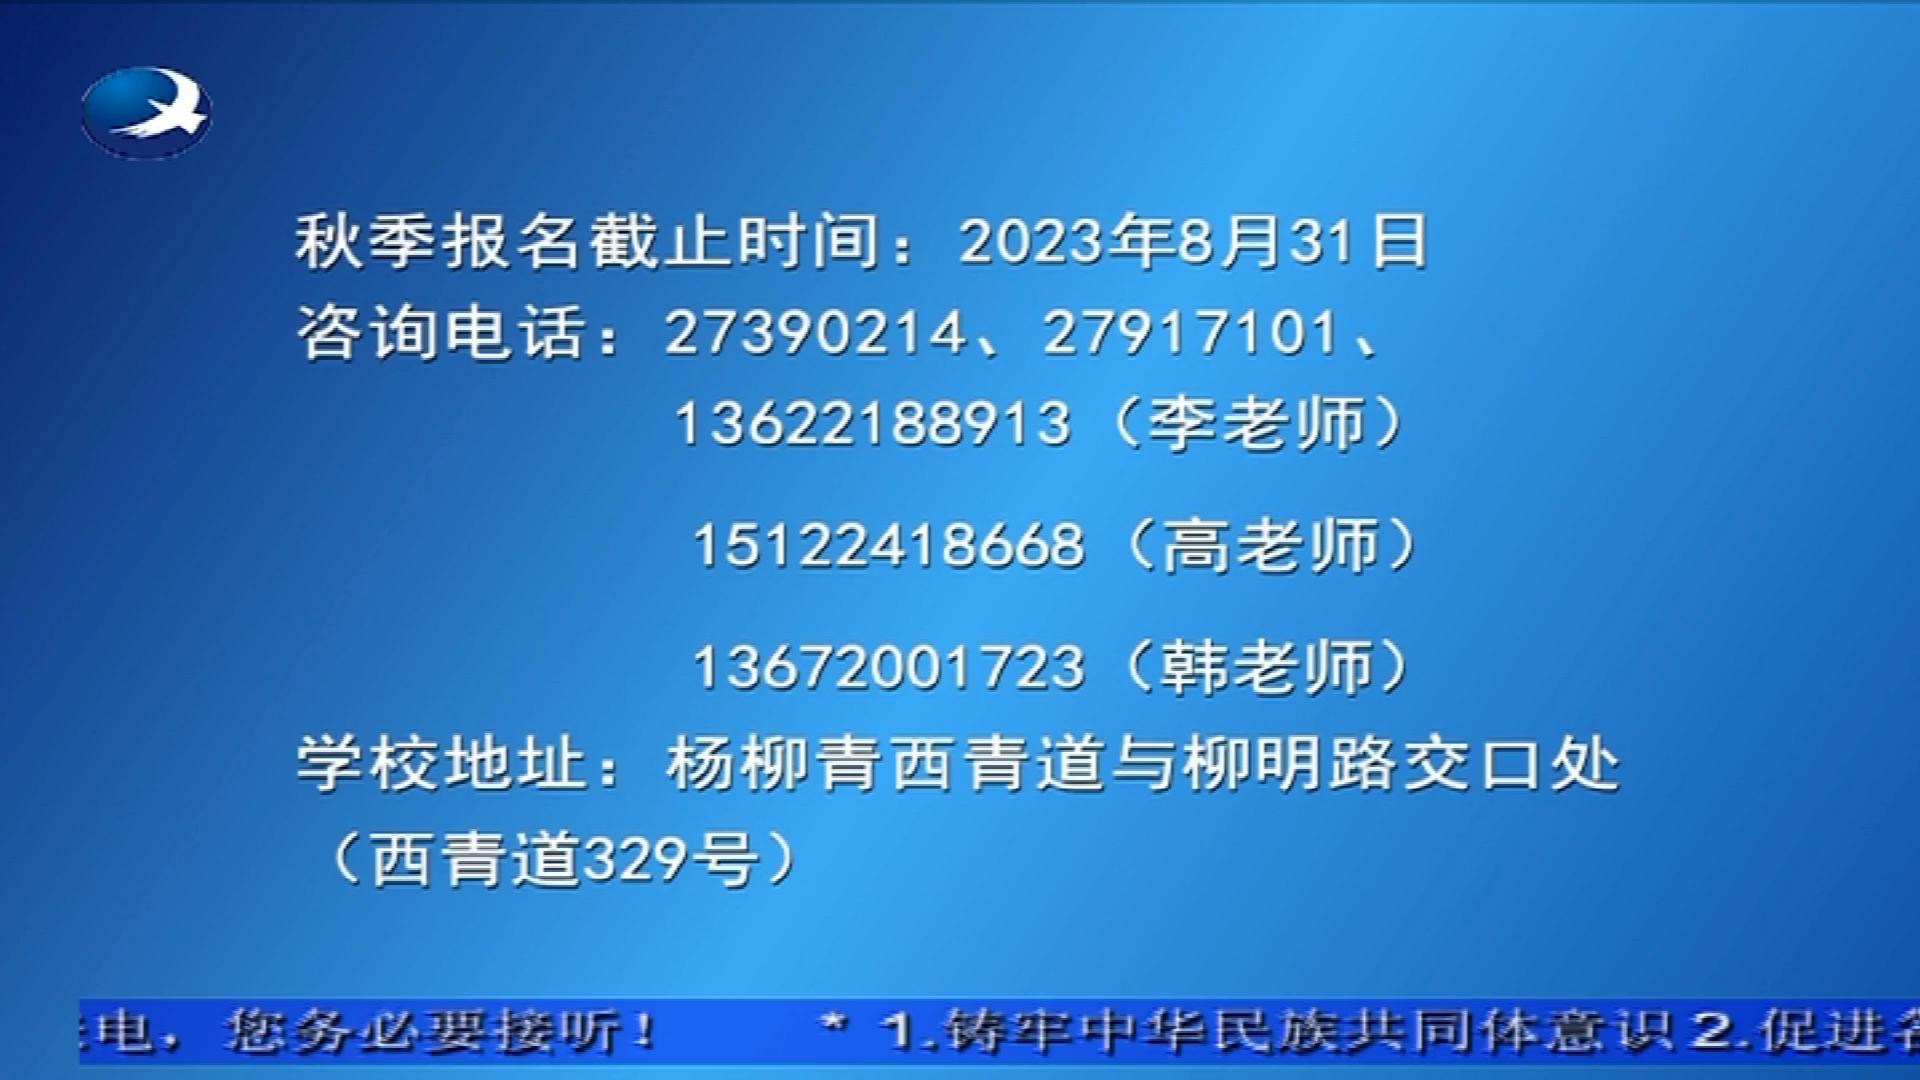 秋季报名截止时间：2023年8月31日
咨询电话：27390214、27917101、
13622188913（李老师）
15122418668（高老师）
13672001723（韩老师）
学校地址：杨柳青西青道与柳明路交口处
（西青道329号）
电，您务必要接听！ * 1.铸牢中华民族共同体意识 2.促进